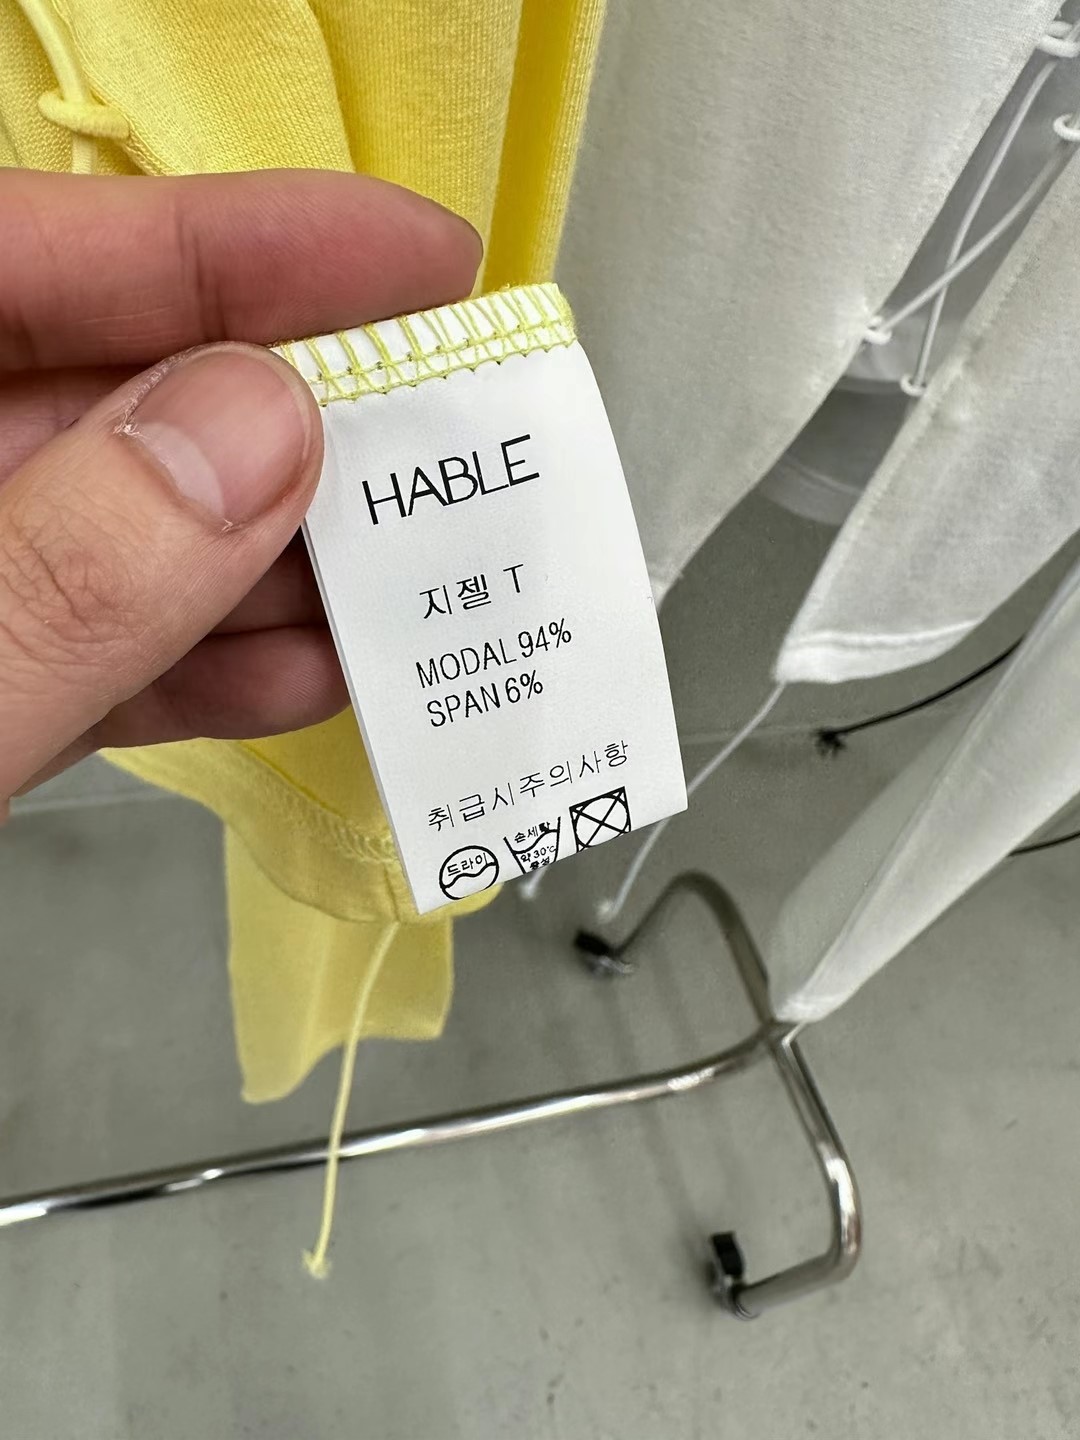 HABLE
지젤 T
MODAL 94%
SPAN 6%
취급시주의사항
드라이
손세탁
약 30℃
중성